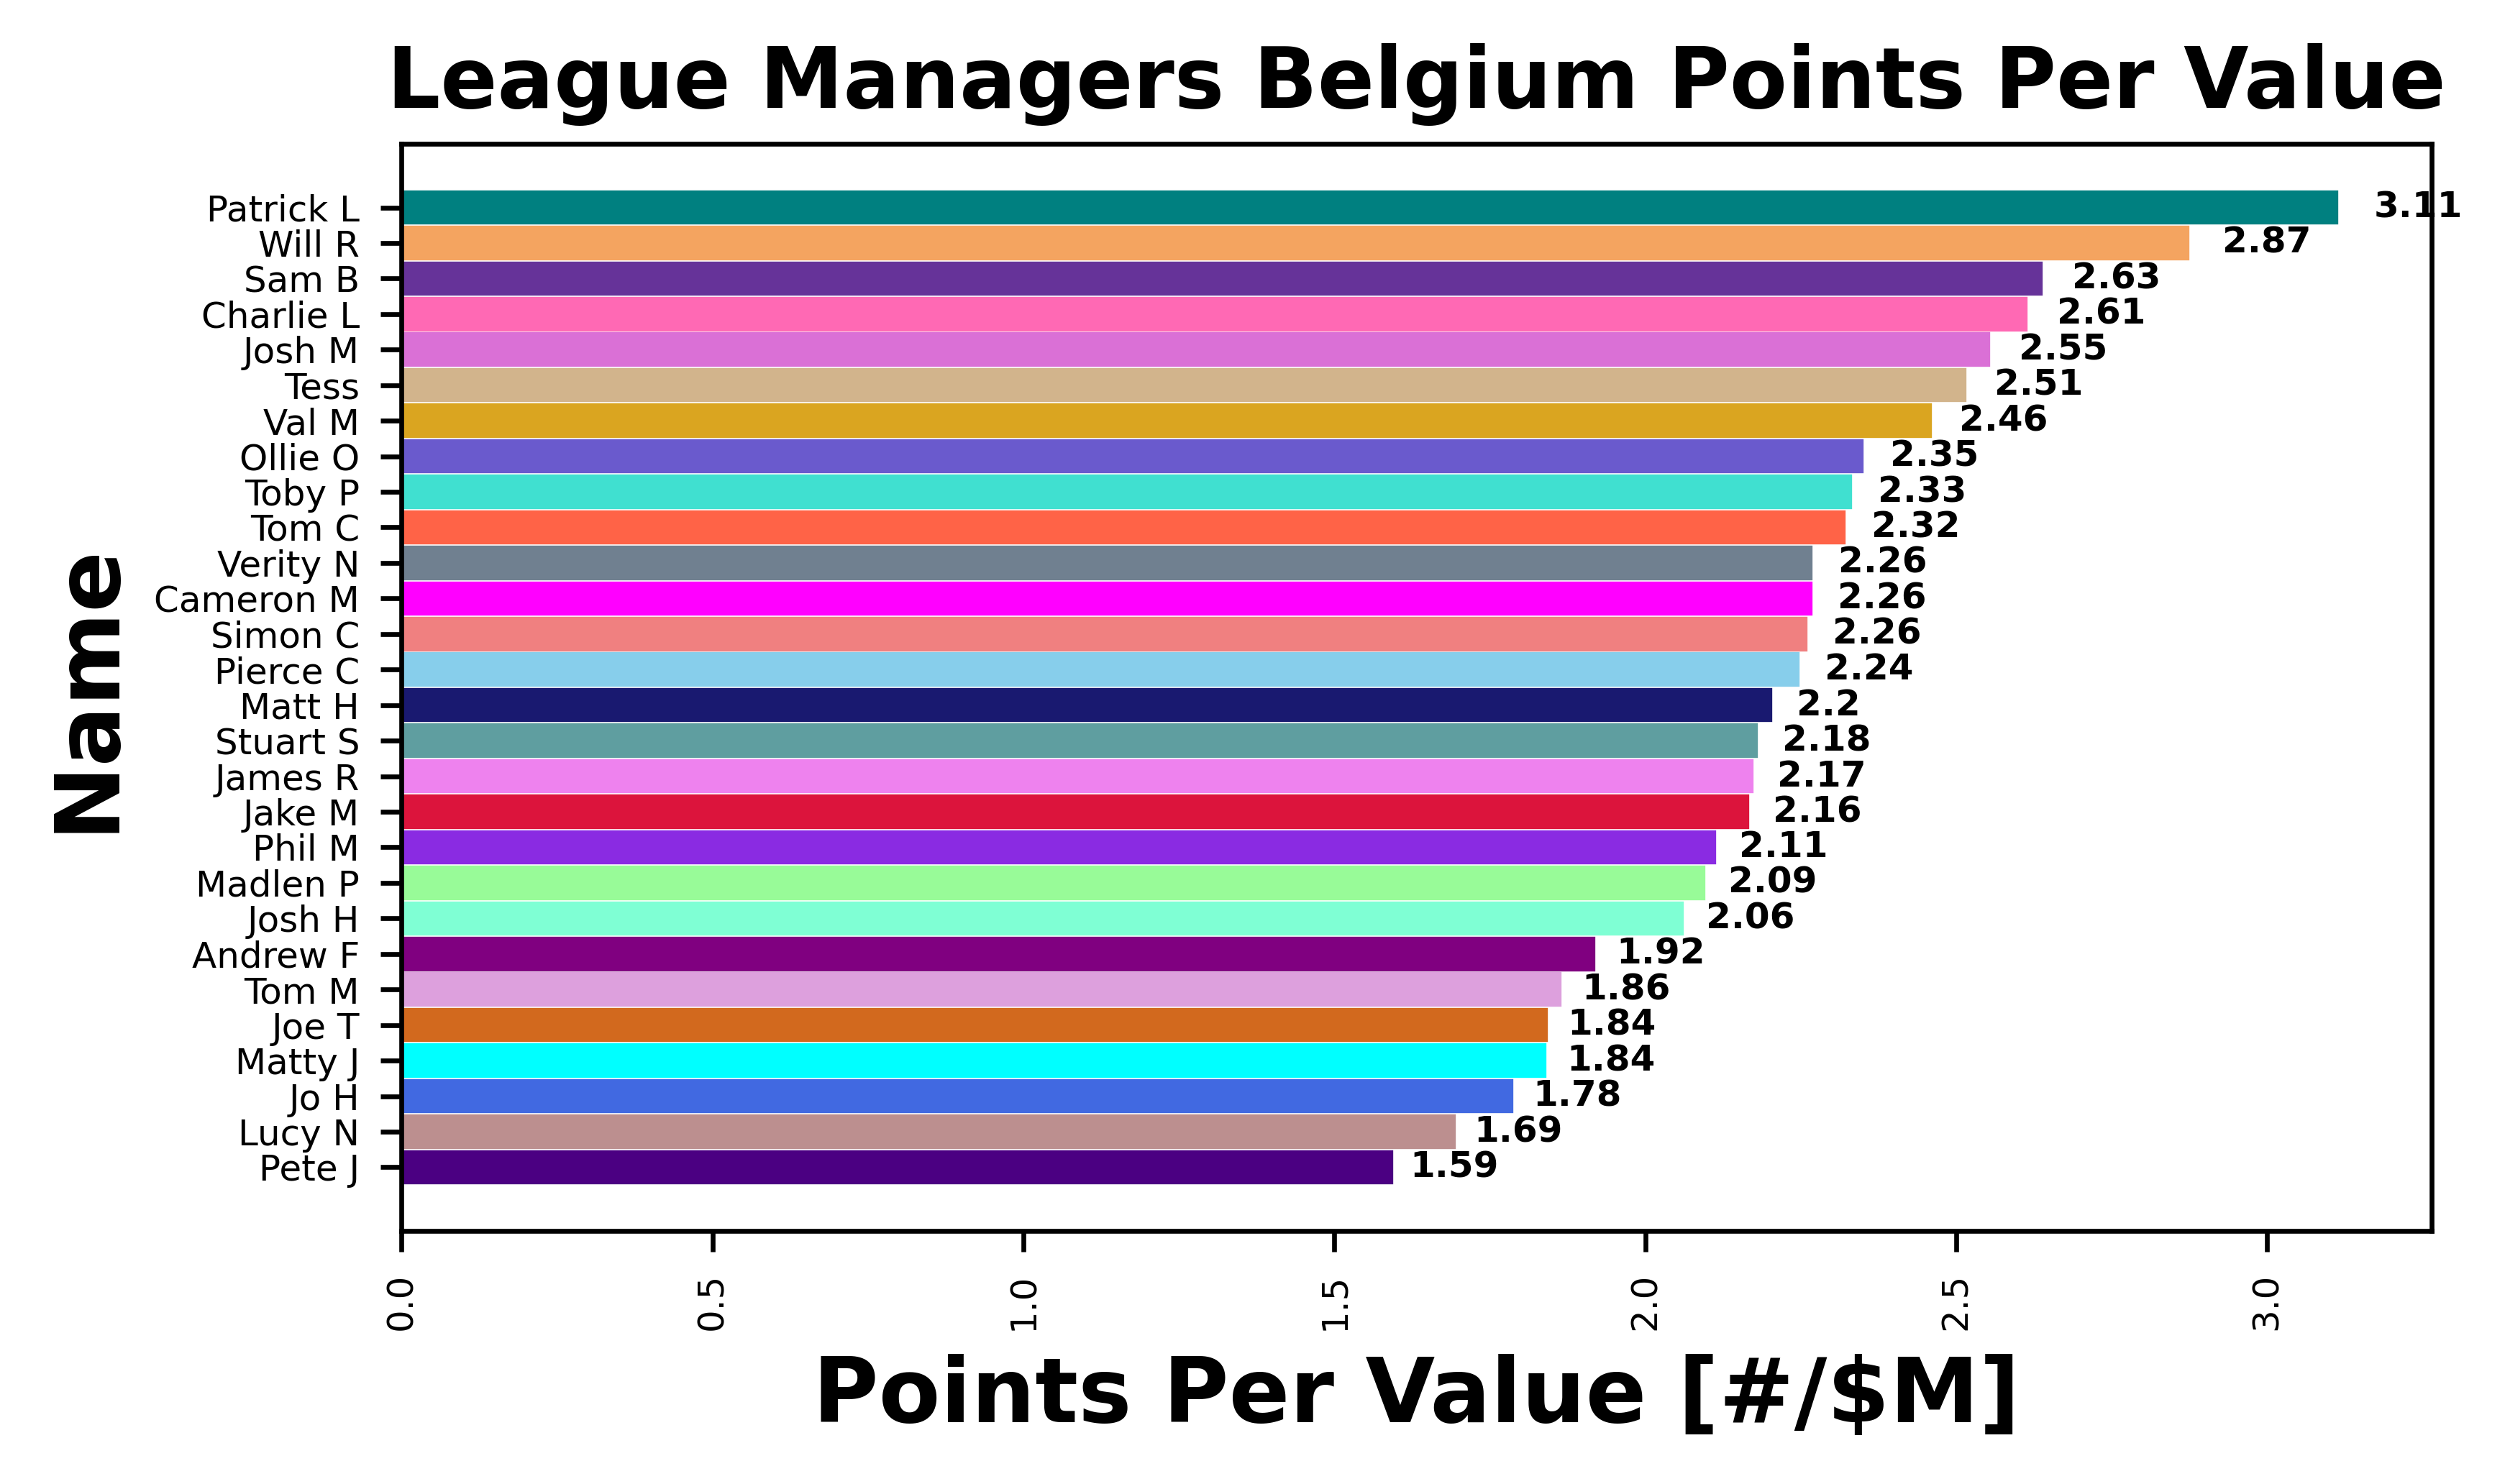 League Managers Belgium Points Per Value
Name
Patrick L 3.11
Will R 2.87
Sam B 2.63
Charlie L 2.61
Josh M 2.55
Tess 2.51
Val M 2.46
Ollie O 2.35
Toby P 2.33
Tom C 2.32
Verity N 2.26
Cameron M 2.26
Simon C 2.26
Pierce C 2.24
Matt H 2.2
Stuart S 2.18
James R 2.17
Jake M 2.16
Phil M 2.11
Madlen P 2.09
Josh H 2.06
Andrew F 1.92
Tom M 1.86
Joe T 1.84
Matty J 1.84
Jo H 1.78
Lucy N 1.69
Pete J 1.59
0.0 0.5 1.0 1.5 2.0 2.5 3.0
Points Per Value [#/$M]